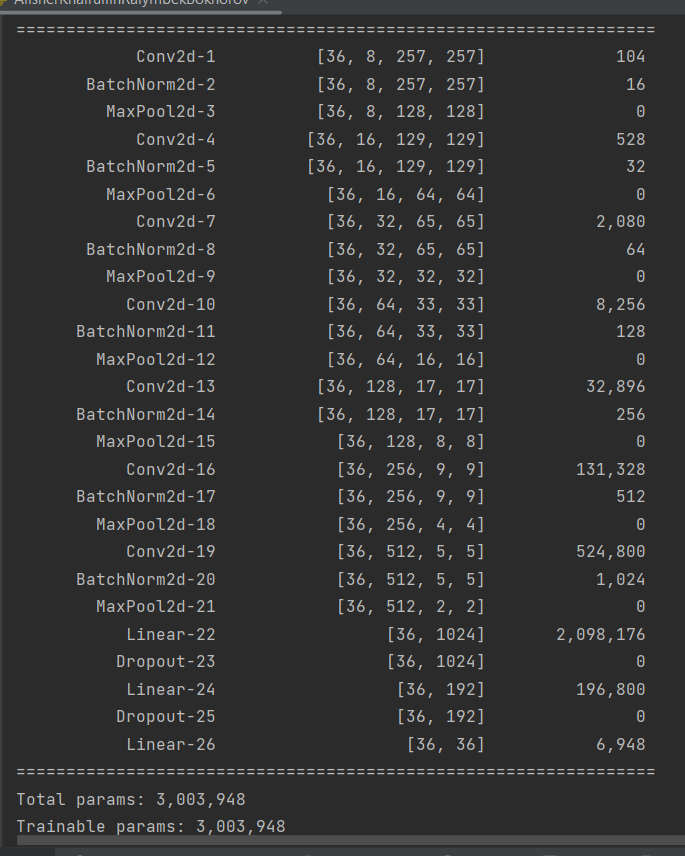 AlisherKhairullinRaiymbekBokhorov
================================================================
Conv2d-1 [36, 8, 257, 257] 104
BatchNorm2d-2 [36, 8, 257, 257] 16
MaxPool2d-3 [36, 8, 128, 128] 0
Conv2d-4 [36, 16, 129, 129] 528
BatchNorm2d-5 [36, 16, 129, 129] 32
MaxPool2d-6 [36, 16, 64, 64] 0
Conv2d-7 [36, 32, 65, 65] 2,080
BatchNorm2d-8 [36, 32, 65, 65] 64
MaxPool2d-9 [36, 32, 32, 32] 0
Conv2d-10 [36, 64, 33, 33] 8,256
BatchNorm2d-11 [36, 64, 33, 33] 128
MaxPool2d-12 [36, 64, 16, 16] 0
Conv2d-13 [36, 128, 17, 17] 32,896
BatchNorm2d-14 [36, 128, 17, 17] 256
MaxPool2d-15 [36, 128, 8, 8] 0
Conv2d-16 [36, 256, 9, 9] 131,328
BatchNorm2d-17 [36, 256, 9, 9] 512
MaxPool2d-18 [36, 256, 4, 4] 0
Conv2d-19 [36, 512, 5, 5] 524,800
BatchNorm2d-20 [36, 512, 5, 5] 1,024
MaxPool2d-21 [36, 512, 2, 2] 0
Linear-22 [36, 1024] 2,098,176
Dropout-23 [36, 1024] 0
Linear-24 [36, 192] 196,800
Dropout-25 [36, 192] 0
Linear-26 [36, 36] 6,948
================================================================
Total params: 3,003,948
Trainable params: 3,003,948